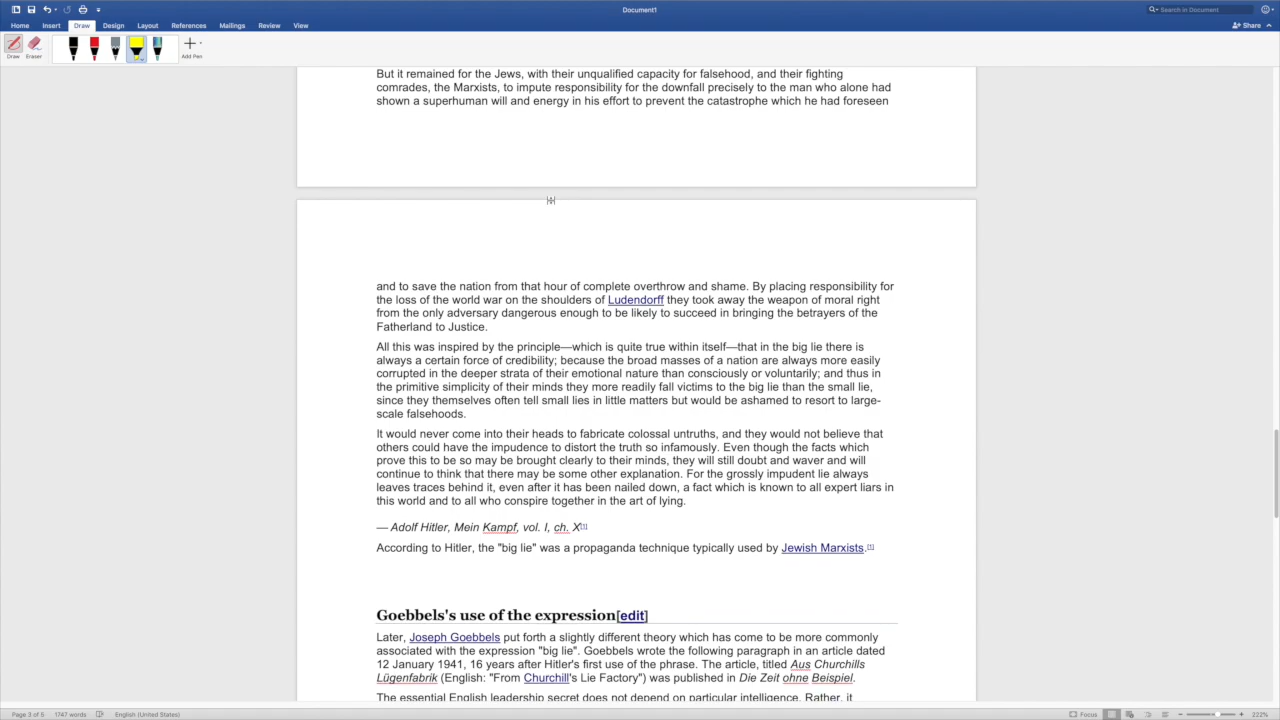 Document1
Search in Document
Home Insert Draw Design Layout References Mailings Review View
Share
Draw Eraser Add Pen
But it remained for the Jews, with their unqualified capacity for falsehood, and their fighting
comrades, the Marxists, to impute responsibility for the downfall precisely to the man who alone had
shown a superhuman will and energy in his effort to prevent the catastrophe which he had foreseen
and to save the nation from that hour of complete overthrow and shame. By placing responsibility for
the loss of the world war on the shoulders of Ludendorff they took away the weapon of moral right
from the only adversary dangerous enough to be likely to succeed in bringing the betrayers of the
Fatherland to Justice.
All this was inspired by the principle—which is quite true within itself—that in the big lie there is
always a certain force of credibility; because the broad masses of a nation are always more easily
corrupted in the deeper strata of their emotional nature than consciously or voluntarily; and thus in
the primitive simplicity of their minds they more readily fall victims to the big lie than the small lie,
since they themselves often tell small lies in little matters but would be ashamed to resort to large-
scale falsehoods.
It would never come into their heads to fabricate colossal untruths, and they would not believe that
others could have the impudence to distort the truth so infamously. Even though the facts which
prove this to be so may be brought clearly to their minds, they will still doubt and waver and will
continue to think that there may be some other explanation. For the grossly impudent lie always
leaves traces behind it, even after it has been nailed down, a fact which is known to all expert liars in
this world and to all who conspire together in the art of lying.
— Adolf Hitler, Mein Kampf, vol. I, ch. X[1]
According to Hitler, the "big lie" was a propaganda technique typically used by Jewish Marxists.[1]
Goebbels's use of the expression[edit]
Later, Joseph Goebbels put forth a slightly different theory which has come to be more commonly
associated with the expression "big lie". Goebbels wrote the following paragraph in an article dated
12 January 1941, 16 years after Hitler's first use of the phrase. The article, titled Aus Churchills
Lügenfabrik (English: "From Churchill's Lie Factory") was published in Die Zeit ohne Beispiel.
The essential English leadership secret does not depend on particular intelligence. Rather, it
Page 3 of 5 1747 words English (United States) Focus 222%